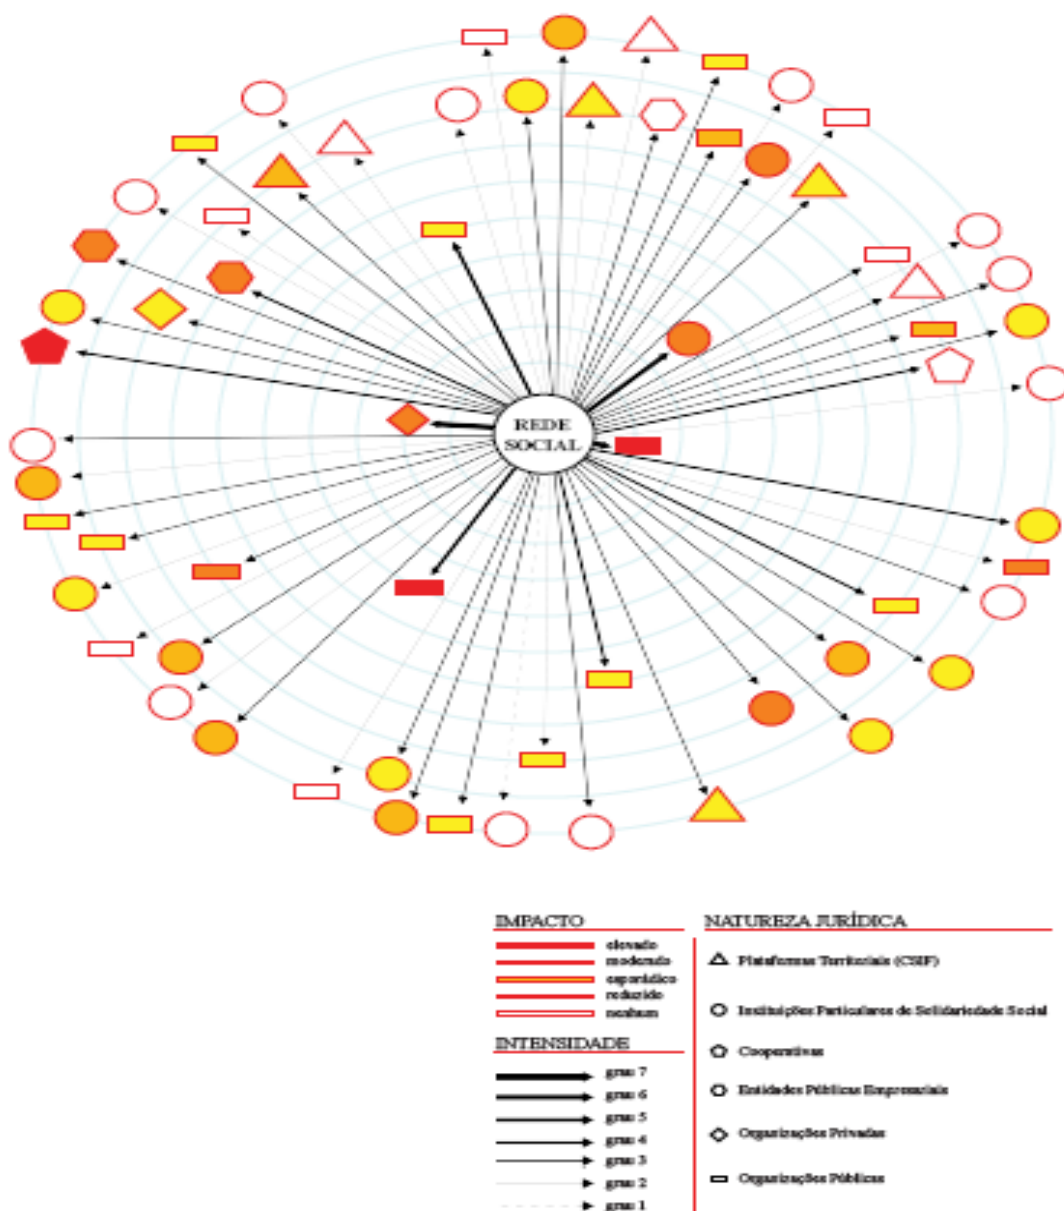 REDE
SOCIAL
IMPACTO
elevado
moderado
esporádico
reduzido
nenhum
INTENSIDADE
grau 7
grau 6
grau 5
grau 4
grau 3
grau 2
grau 1
NATUREZA JURÍDICA
Plataformas Territoriais (CSIF)
Instituições Particulares de Solidariedade Social
Cooperativas
Entidades Públicas Empresariais
Organizações Privadas
Organizações Públicas